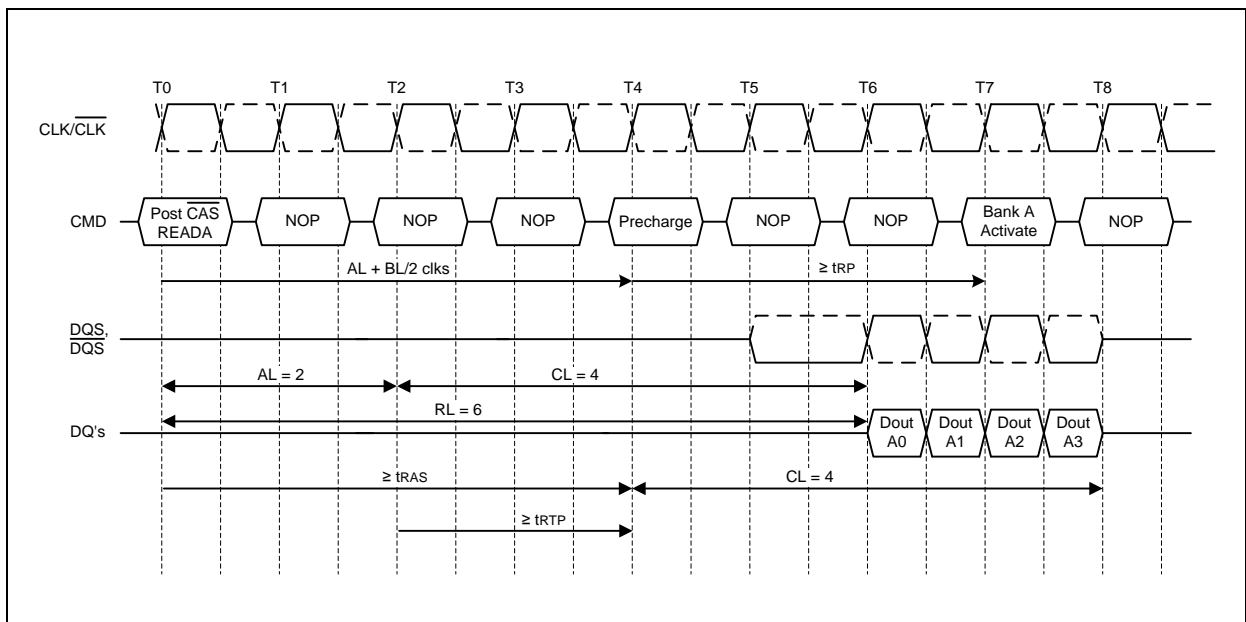 T0 T1 T2 T3 T4 T5 T6 T7 T8
CLK/CLK
CMD
Post CAS
READA
NOP
NOP
NOP
Precharge
NOP
NOP
Bank A
Activate
NOP
AL + BL/2 clks
≥ tRP
DQS,
DQS
AL = 2
CL = 4
RL = 6
DQ's
Dout
A0
Dout
A1
Dout
A2
Dout
A3
≥ tRAS
CL = 4
≥ tRTP